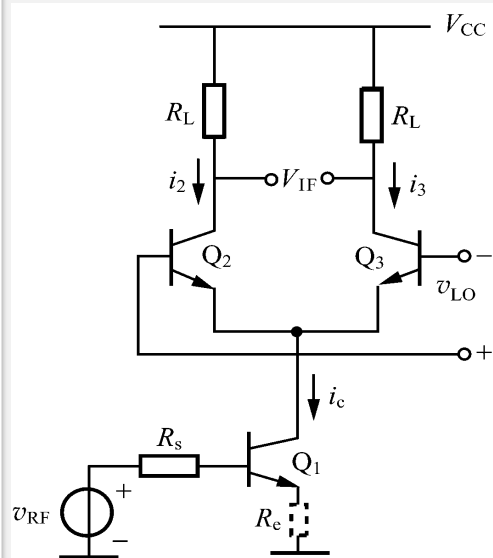 V_CC
R_L
R_L
i_2
V_IF
i_3
Q_2
Q_3
−
v_LO
+
i_c
R_s
Q_1
+
v_RF
R_e
−